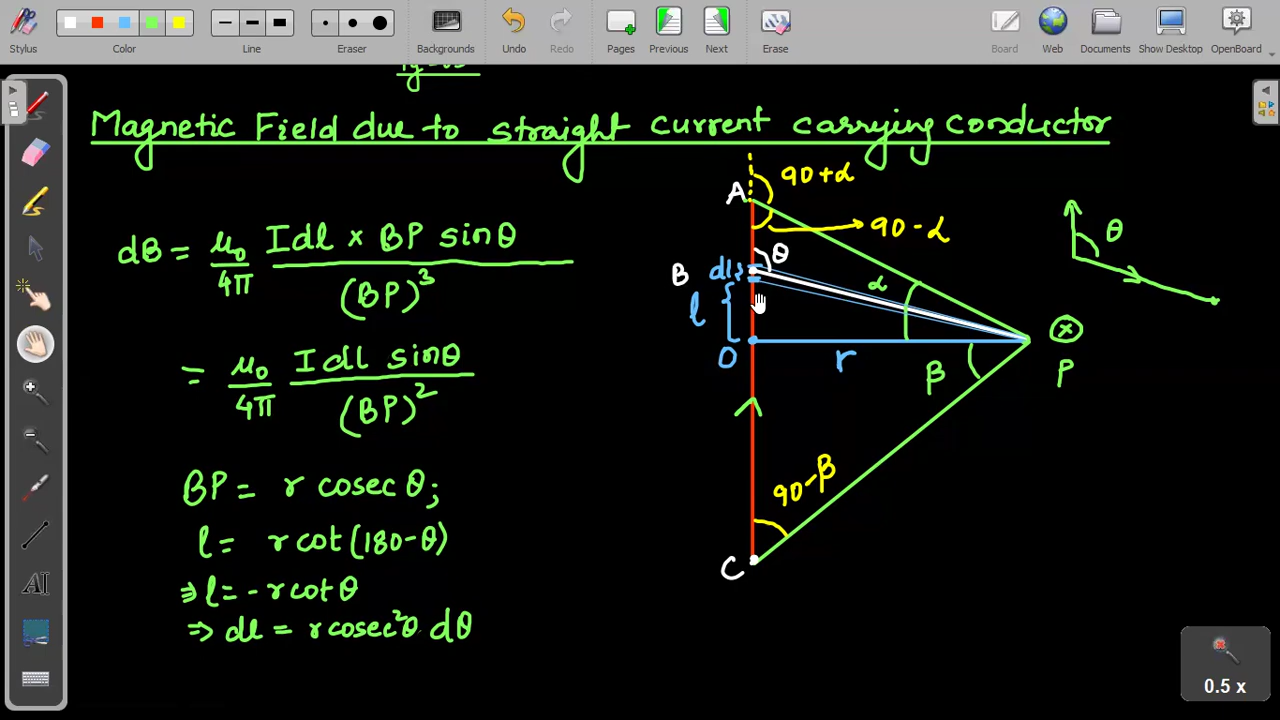 Stylus Color Line Eraser Backgrounds Undo Redo Pages Previous Next Erase Board Web Documents Show Desktop OpenBoard
Magnetic Field due to straight current carrying conductor
dB = μ₀/4π Idl × BP sinθ / (BP)³
= μ₀/4π Idl sinθ / (BP)²
BP = r cosec θ;
l = r cot(180-θ)
⇒ l = - r cot θ
⇒ dl = r cosec²θ dθ
90+α
A
90-α
θ
B dl
l
α
O r
β
P
90-β
C
θ
0.5 x